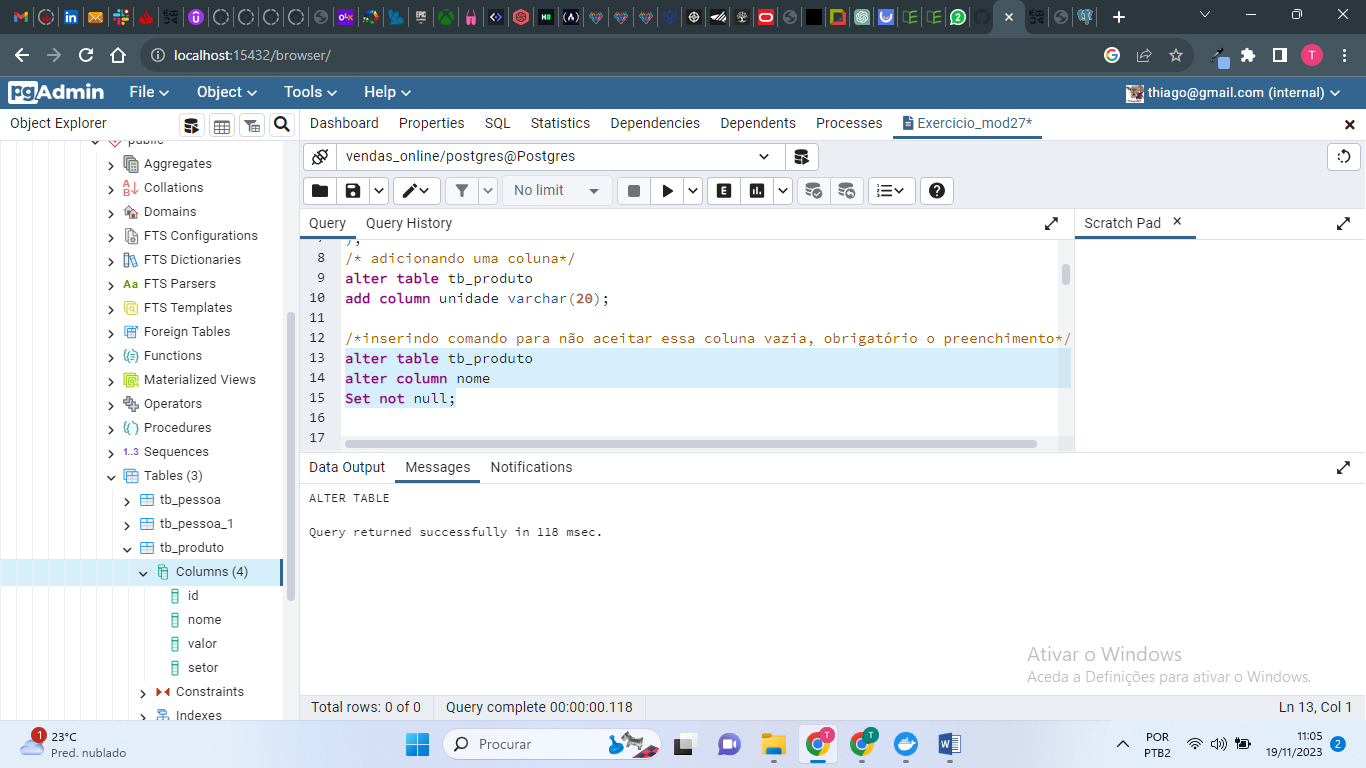 localhost:15432/browser/
T
pgAdmin
File
Object
Tools
Help
thiago@gmail.com (internal)
Object Explorer
Dashboard
Properties
SQL
Statistics
Dependencies
Dependents
Processes
Exercicio_mod27*
public
Aggregates
Collations
Domains
FTS Configurations
FTS Dictionaries
Aa FTS Parsers
FTS Templates
Foreign Tables
Functions
Materialized Views
Operators
Procedures
1..3 Sequences
Tables (3)
tb_pessoa
tb_pessoa_1
tb_produto
Columns (4)
id
nome
valor
setor
Constraints
Indexes
vendas_online/postgres@Postgres
No limit
E
Query
Query History
Scratch Pad
7 );
8 /* adicionando uma coluna*/
9 alter table tb_produto
10 add column unidade varchar(20);
11
12 /*inserindo comando para não aceitar essa coluna vazia, obrigatório o preenchimento*/
13 alter table tb_produto
14 alter column nome
15 Set not null;
16
17
Data Output
Messages
Notifications
ALTER TABLE
Query returned successfully in 118 msec.
Ativar o Windows
Aceda a Definições para ativar o Windows.
Total rows: 0 of 0
Query complete 00:00:00.118
Ln 13, Col 1
1
23°C
Pred. nublado
Procurar
T
T
POR
PTB2
11:05
19/11/2023
2